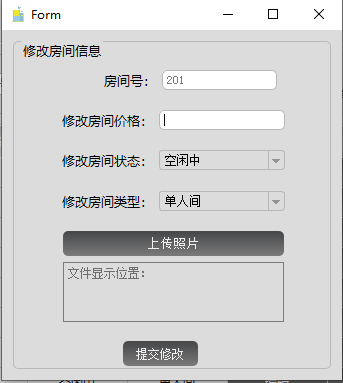 Form
修改房间信息
房间号： 201
修改房间价格：
修改房间状态： 空闲中
修改房间类型： 单人间
上传照片
文件显示位置：
提交修改